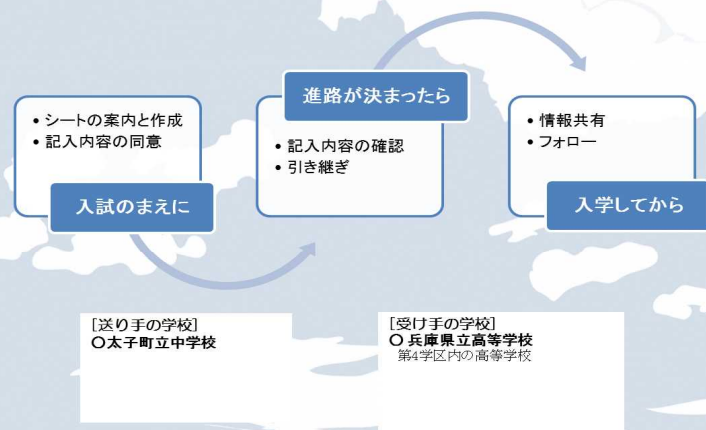 • シートの案内と作成
• 記入内容の同意
入試のまえに
進路が決まったら
• 記入内容の確認
• 引き継ぎ
• 情報共有
• フォロー
入学してから
[送り手の学校]
〇太子町立中学校
[受け手の学校]
〇 兵庫県立高等学校
第4学区内の高等学校